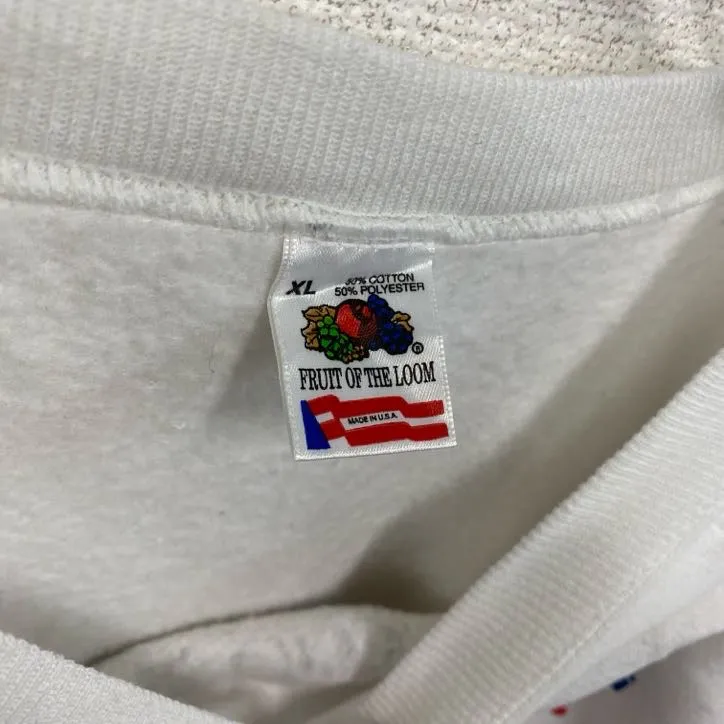 XL
50% COTTON
50% POLYESTER
®
FRUIT OF THE LOOM
MADE IN U.S.A.